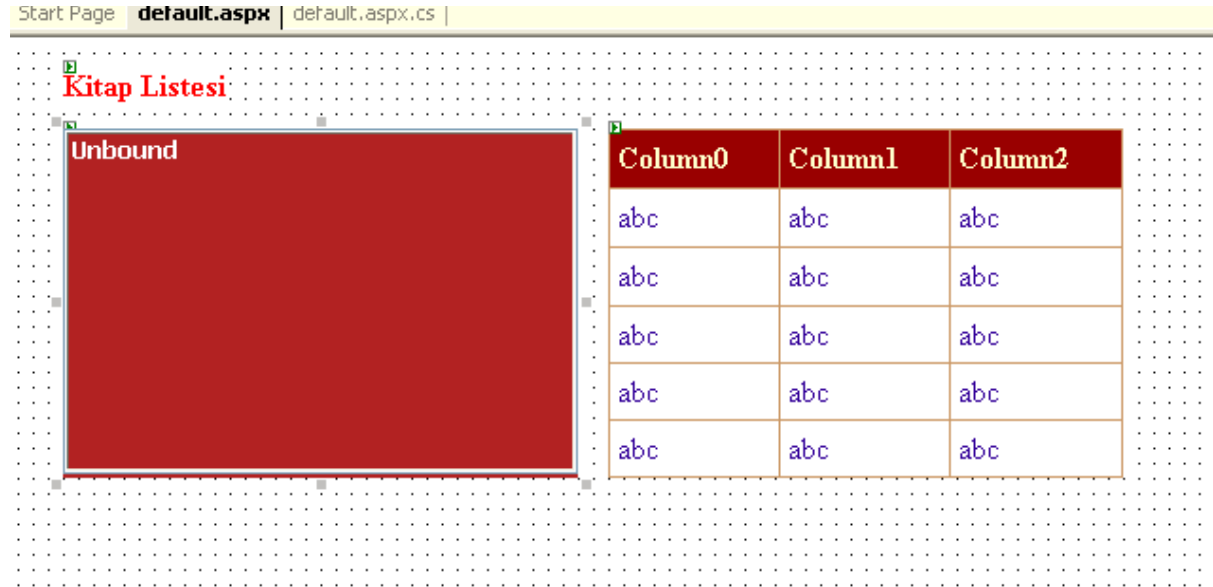 Start Page default.aspx default.aspx.cs
Kitap Listesi
Unbound
Column0 Column1 Column2
abc abc abc
abc abc abc
abc abc abc
abc abc abc
abc abc abc